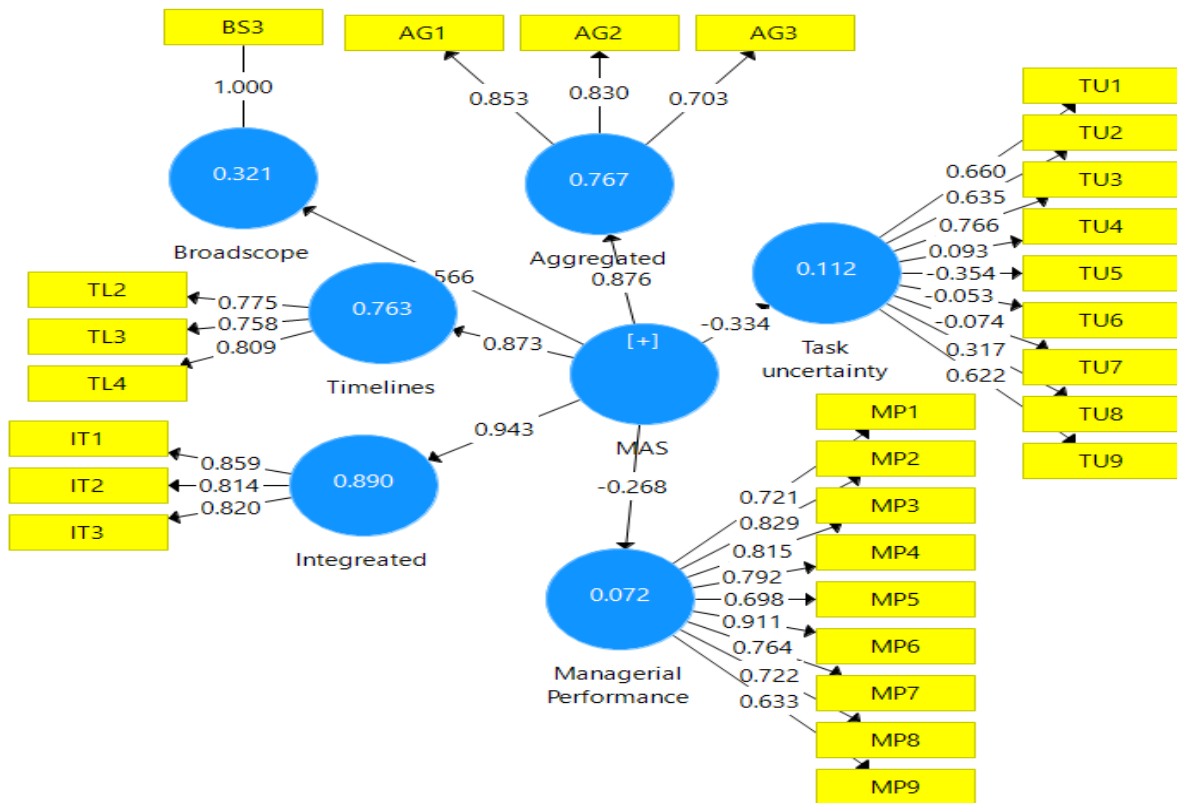 BS3
AG1
AG2
AG3
1.000
0.853
0.830
0.703
0.321
Broadscope
0.767
Aggregated
0.876
TU1
TU2
TU3
TU4
TU5
TU6
TU7
TU8
TU9
0.660
0.635
0.766
0.093
-0.354
-0.053
-0.074
0.317
0.622
0.112
Task
uncertainty
-0.334
566
TL2
TL3
TL4
0.775
0.758
0.809
0.763
Timelines
0.873
[+]
MAS
0.943
IT1
IT2
IT3
0.859
0.814
0.820
0.890
Integreated
-0.268
MP1
MP2
MP3
MP4
MP5
MP6
MP7
MP8
MP9
0.721
0.829
0.815
0.792
0.698
0.911
0.764
0.722
0.633
0.072
Managerial
Performance